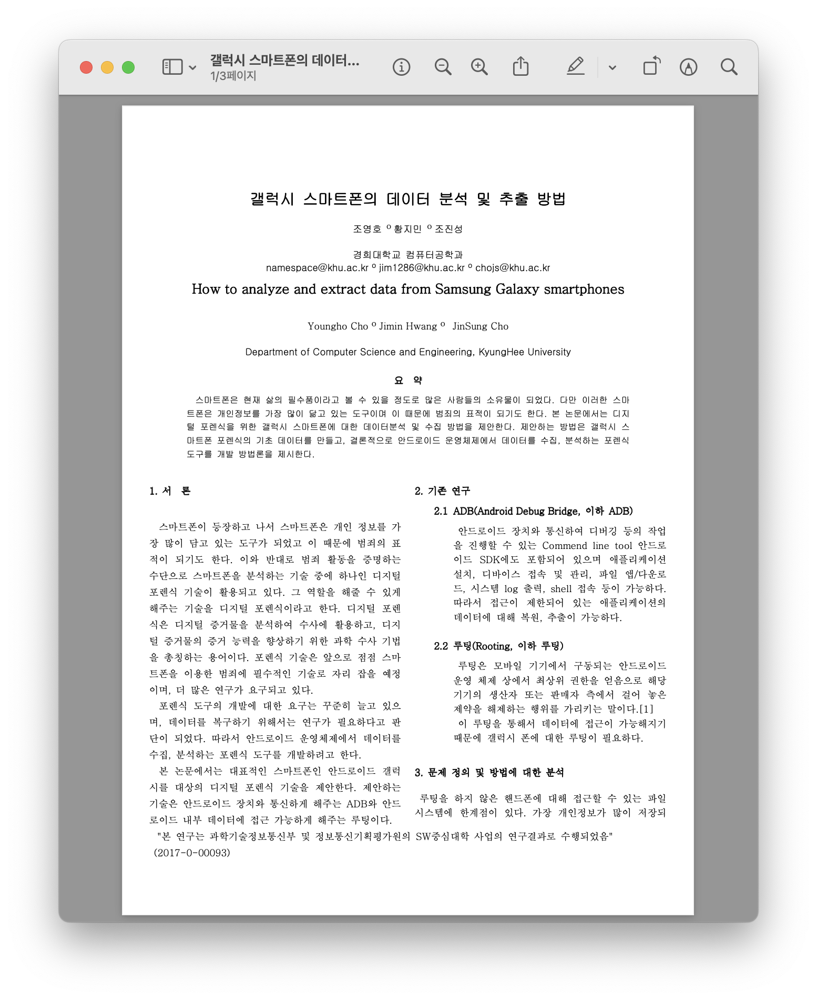 갤럭시 스마트폰의 데이터...
1/3페이지
갤럭시 스마트폰의 데이터 분석 및 추출 방법
조영호 ⁰ 황지민 ⁰ 조진성
경희대학교 컴퓨터공학과
namespace@khu.ac.kr ⁰ jim1286@khu.ac.kr ⁰ chojs@khu.ac.kr
How to analyze and extract data from Samsung Galaxy smartphones
Youngho Cho ⁰ Jimin Hwang ⁰ JinSung Cho
Department of Computer Science and Engineering, KyungHee University
요 약
스마트폰은 현재 삶의 필수품이라고 볼 수 있을 정도로 많은 사람들의 소유물이 되었다. 다만 이러한 스마
트폰은 개인정보를 가장 많이 닮고 있는 도구이며 이 때문에 범죄의 표적이 되기도 한다. 본 논문에서는 디지
털 포렌식을 위한 갤럭시 스마트폰에 대한 데이터분석 및 수집 방법을 제안한다. 제안하는 방법은 갤럭시 스
마트폰 포렌식의 기초 데이터를 만들고, 결론적으로 안드로이드 운영체제에서 데이터를 수집, 분석하는 포렌식
도구를 개발 방법론을 제시한다.
1. 서 론
스마트폰이 등장하고 나서 스마트폰은 개인 정보를 가
장 많이 담고 있는 도구가 되었고 이 때문에 범죄의 표
적이 되기도 한다. 이와 반대로 범죄 활동을 증명하는
수단으로 스마트폰을 분석하는 기술 중에 하나인 디지털
포렌식 기술이 활용되고 있다. 그 역할을 해줄 수 있게
해주는 기술을 디지털 포렌식이라고 한다. 디지털 포렌
식은 디지털 증거물을 분석하여 수사에 활용하고, 디지
털 증거물의 증거 능력을 향상하기 위한 과학 수사 기법
을 총칭하는 용어이다. 포렌식 기술은 앞으로 점점 스마
트폰을 이용한 범죄에 필수적인 기술로 자리 잡을 예정
이며, 더 많은 연구가 요구되고 있다.
포렌식 도구의 개발에 대한 요구는 꾸준히 늘고 있으
며, 데이터를 복구하기 위해서는 연구가 필요하다고 판
단이 되었다. 따라서 안드로이드 운영체제에서 데이터를
수집, 분석하는 포렌식 도구를 개발하려고 한다.
본 논문에서는 대표적인 스마트폰인 안드로이드 갤럭
시를 대상의 디지털 포렌식 기술을 제안한다. 제안하는
기술은 안드로이드 장치와 통신하게 해주는 ADB와 안드
로이드 내부 데이터에 접근 가능하게 해주는 루팅이다.
2. 기존 연구
2.1 ADB(Android Debug Bridge, 이하 ADB)
안드로이드 장치와 통신하여 디버깅 등의 작업
을 진행할 수 있는 Commend line tool 안드로
이드 SDK에도 포함되어 있으며 애플리케이션
설치, 디바이스 접속 및 관리, 파일 앱/다운로
드, 시스템 log 출력, shell 접속 등이 가능하다.
따라서 접근이 제한되어 있는 애플리케이션의
데이터에 대해 복원, 추출이 가능하다.
2.2 루팅(Rooting, 이하 루팅)
루팅은 모바일 기기에서 구동되는 안드로이드
운영 체제 상에서 최상위 권한을 얻음으로 해당
기기의 생산자 또는 판매자 측에서 걸어 놓은
제약을 해제하는 행위를 가리키는 말이다.[1]
이 루팅을 통해서 데이터에 접근이 가능해지기
때문에 갤럭시 폰에 대한 루팅이 필요하다.
3. 문제 정의 및 방법에 대한 분석
루팅을 하지 않은 핸드폰에 대해 접근할 수 있는 파일
시스템에 한계점이 있다. 가장 개인정보가 많이 저장되
"본 연구는 과학기술정보통신부 및 정보통신기획평가원의 SW중심대학 사업의 연구결과로 수행되었음"
(2017-0-00093)